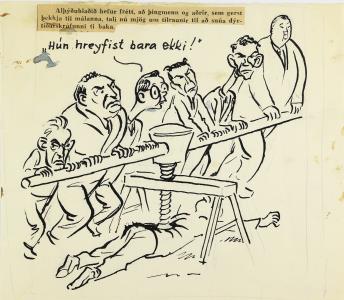 Alþýðublaðið hefur frétt, að þingmenn og aðrir, sem gerst
þekkja til málanna, tali nú mjög um tilraunir til að snúa dýr-
tíðarskrúfunni til baka.
„Hún hreyfist bara ekki!"